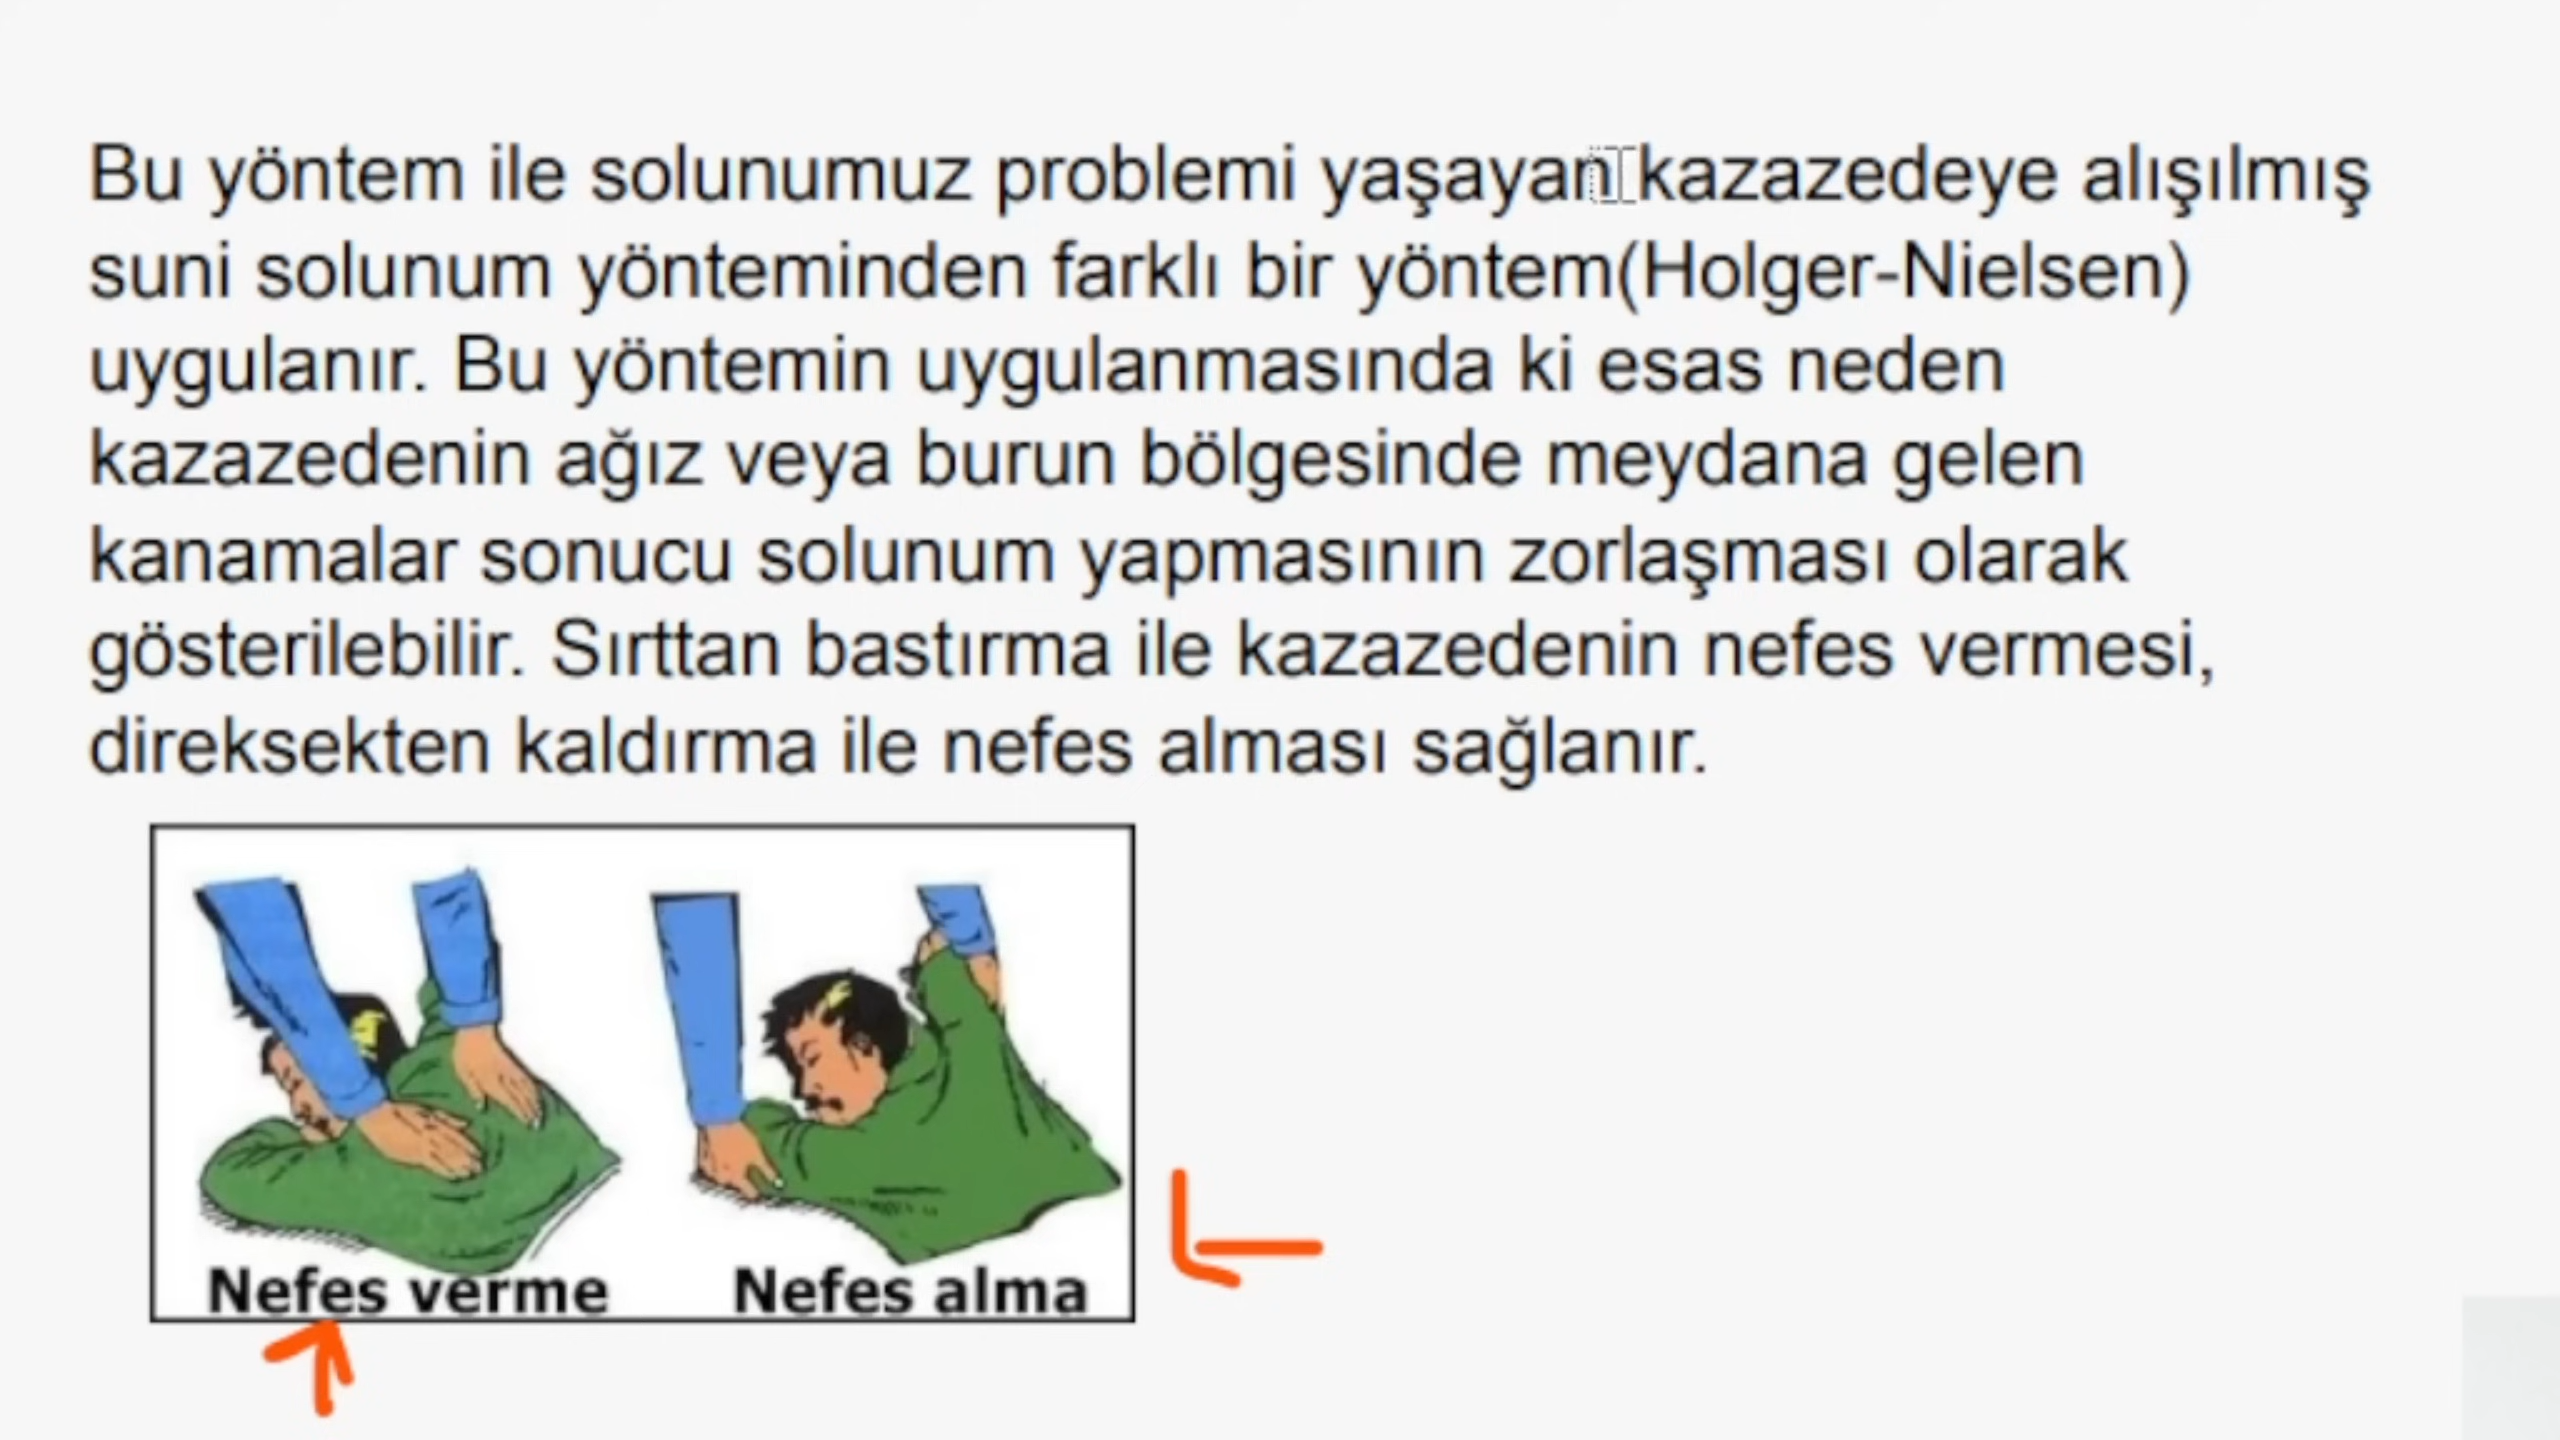 Bu yöntem ile solunumuz problemi yaşayan kazazedeye alışılmış
suni solunum yönteminden farklı bir yöntem(Holger-Nielsen)
uygulanır. Bu yöntemin uygulanmasında ki esas neden
kazazedenin ağız veya burun bölgesinde meydana gelen
kanamalar sonucu solunum yapmasının zorlaşması olarak
gösterilebilir. Sırttan bastırma ile kazazedenin nefes vermesi,
direksekten kaldırma ile nefes alması sağlanır.
Nefes verme
Nefes alma